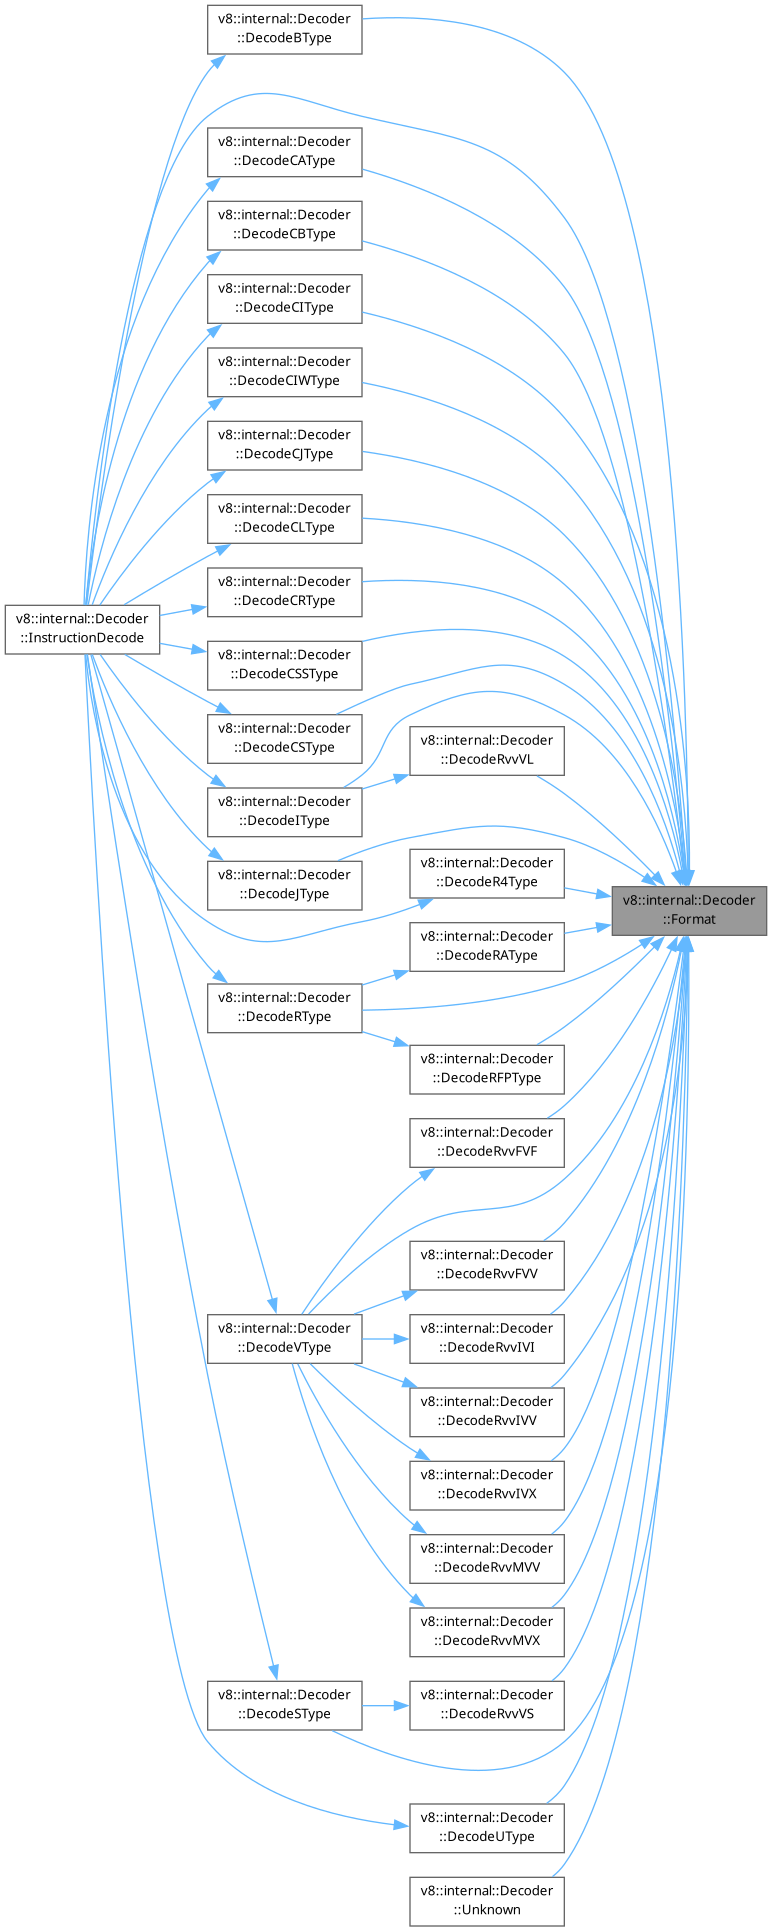 v8::internal::Decoder
::DecodeBType
v8::internal::Decoder
::DecodeCAType
v8::internal::Decoder
::DecodeCBType
v8::internal::Decoder
::DecodeCIType
v8::internal::Decoder
::DecodeCIWType
v8::internal::Decoder
::DecodeCJType
v8::internal::Decoder
::DecodeCLType
v8::internal::Decoder
::DecodeCRType
v8::internal::Decoder
::InstructionDecode
v8::internal::Decoder
::DecodeCSSType
v8::internal::Decoder
::DecodeCSType
v8::internal::Decoder
::DecodeRvvVL
v8::internal::Decoder
::DecodeIType
v8::internal::Decoder
::DecodeJType
v8::internal::Decoder
::DecodeR4Type
v8::internal::Decoder
::Format
v8::internal::Decoder
::DecodeRAType
v8::internal::Decoder
::DecodeRType
v8::internal::Decoder
::DecodeRFPType
v8::internal::Decoder
::DecodeRvvFVF
v8::internal::Decoder
::DecodeRvvFVV
v8::internal::Decoder
::DecodeVType
v8::internal::Decoder
::DecodeRvvIVI
v8::internal::Decoder
::DecodeRvvIVV
v8::internal::Decoder
::DecodeRvvIVX
v8::internal::Decoder
::DecodeRvvMVV
v8::internal::Decoder
::DecodeRvvMVX
v8::internal::Decoder
::DecodeSType
v8::internal::Decoder
::DecodeRvvVS
v8::internal::Decoder
::DecodeUType
v8::internal::Decoder
::Unknown